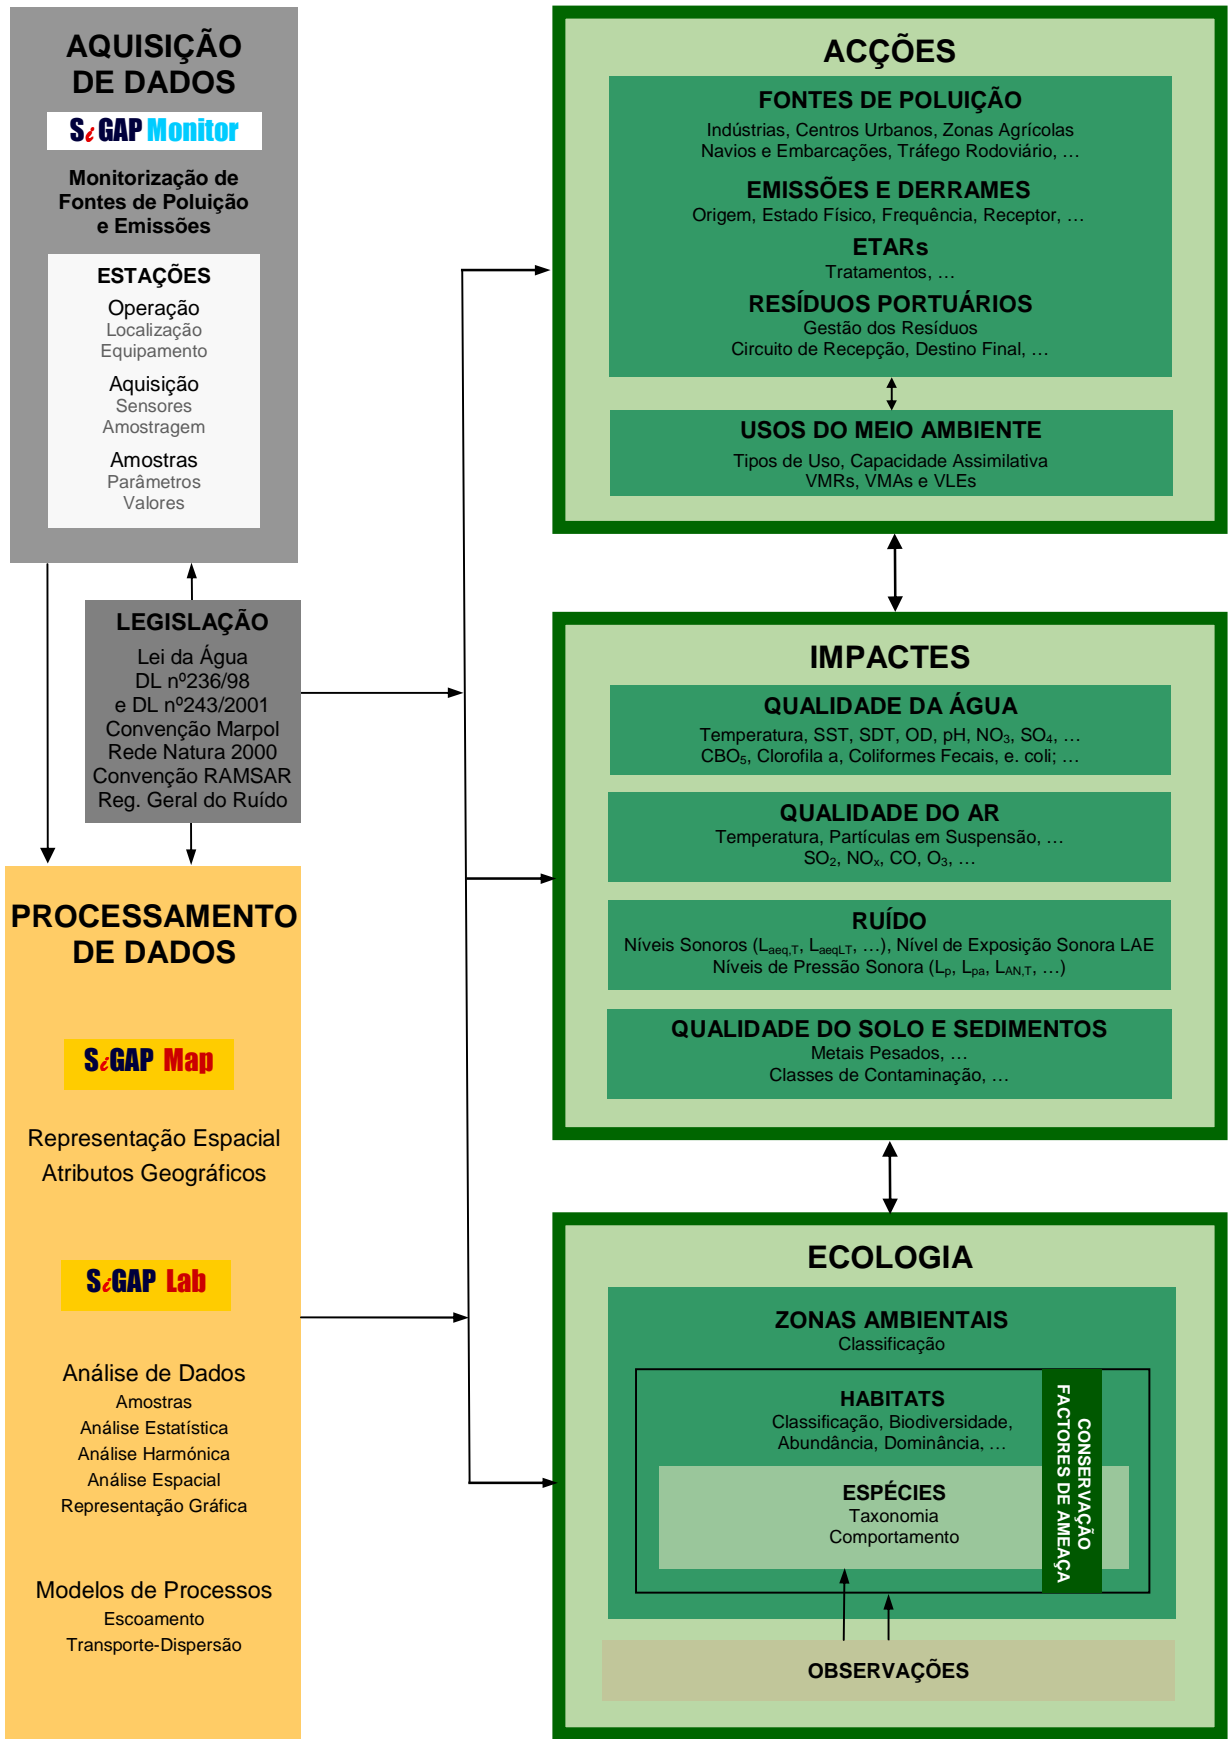 AQUISIÇÃO
DE DADOS
SiGAP Monitor
Monitorização de
Fontes de Poluição
e Emissões
ESTAÇÕES
Operação
Localização
Equipamento
Aquisição
Sensores
Amostragem
Amostras
Parâmetros
Valores
LEGISLAÇÃO
Lei da Água
DL nº236/98
e DL nº243/2001
Convenção Marpol
Rede Natura 2000
Convenção RAMSAR
Reg. Geral do Ruído
PROCESSAMENTO
DE DADOS
SiGAP Map
Representação Espacial
Atributos Geográficos
SiGAP Lab
Análise de Dados
Amostras
Análise Estatística
Análise Harmónica
Análise Espacial
Representação Gráfica
Modelos de Processos
Escoamento
Transporte-Dispersão
ACÇÕES
FONTES DE POLUIÇÃO
Indústrias, Centros Urbanos, Zonas Agrícolas
Navios e Embarcações, Tráfego Rodoviário, …
EMISSÕES E DERRAMES
Origem, Estado Físico, Frequência, Receptor, …
ETARs
Tratamentos, …
RESÍDUOS PORTUÁRIOS
Gestão dos Resíduos
Circuito de Recepção, Destino Final, …
USOS DO MEIO AMBIENTE
Tipos de Uso, Capacidade Assimilativa
VMRs, VMAs e VLEs
IMPACTES
QUALIDADE DA ÁGUA
Temperatura, SST, SDT, OD, pH, NO₃, SO₄, …
CBO₅, Clorofila a, Coliformes Fecais, e. coli; …
QUALIDADE DO AR
Temperatura, Partículas em Suspensão, …
SO₂, NOₓ, CO, O₃, …
RUÍDO
Níveis Sonoros (Laeq,T, LaeqLT, …), Nível de Exposição Sonora LAE
Níveis de Pressão Sonora (Lp, Lpa, LAN,T, …)
QUALIDADE DO SOLO E SEDIMENTOS
Metais Pesados, …
Classes de Contaminação, …
ECOLOGIA
ZONAS AMBIENTAIS
Classificação
HABITATS
Classificação, Biodiversidade,
Abundância, Dominância, …
ESPÉCIES
Taxonomia
Comportamento
CONSERVAÇÃO
FACTORES DE AMEAÇA
OBSERVAÇÕES